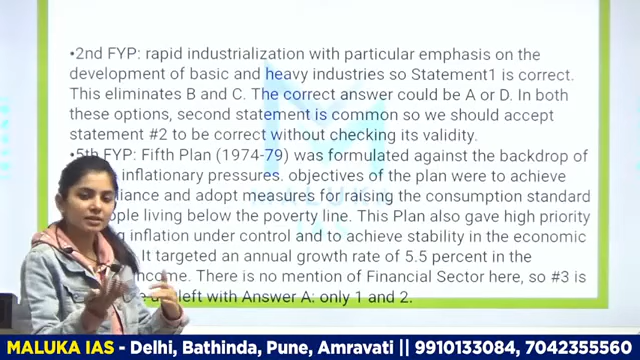 •2nd FYP: rapid industrialization with particular emphasis on the
development of basic and heavy industries so Statement1 is correct.
This eliminates B and C. The correct answer could be A or D. In both
these options, second statement is common so we should accept
statement #2 to be correct without checking its validity.
•5th FYP: Fifth Plan (1974-79) was formulated against the backdrop of
inflationary pressures. objectives of the plan were to achieve
and adopt measures for raising the consumption standard
living below the poverty line. This Plan also gave high priority
inflation under control and to achieve stability in the economic
It targeted an annual growth rate of 5.5 percent in the
There is no mention of Financial Sector here, so #3 is
left with Answer A: only 1 and 2.
MALUKA IAS - Delhi, Bathinda, Pune, Amravati || 9910133084, 7042355560